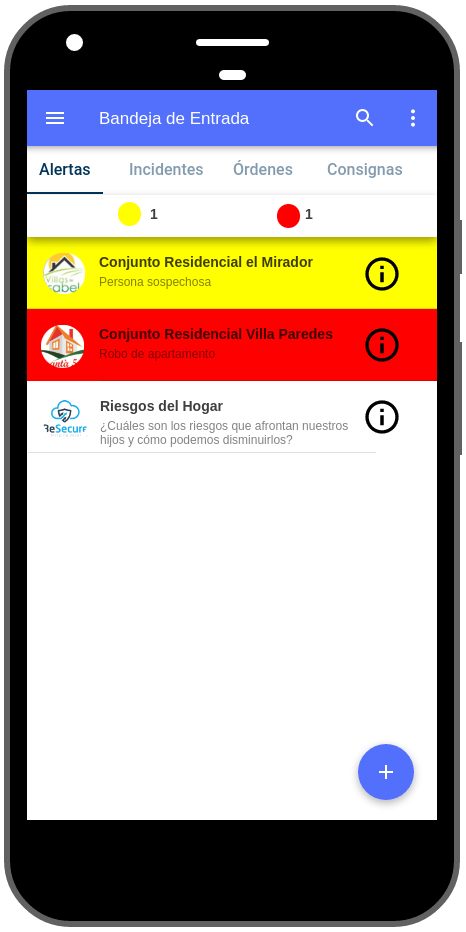 Bandeja de Entrada
Alertas Incidentes Órdenes Consignas
1 1
Villas de
sabel
Conjunto Residencial el Mirador
Persona sospechosa
Conjunto Residencial Villa Paredes
Robo de apartamento
BeSecure
Riesgos del Hogar
¿Cuáles son los riesgos que afrontan nuestros
hijos y cómo podemos disminuirlos?